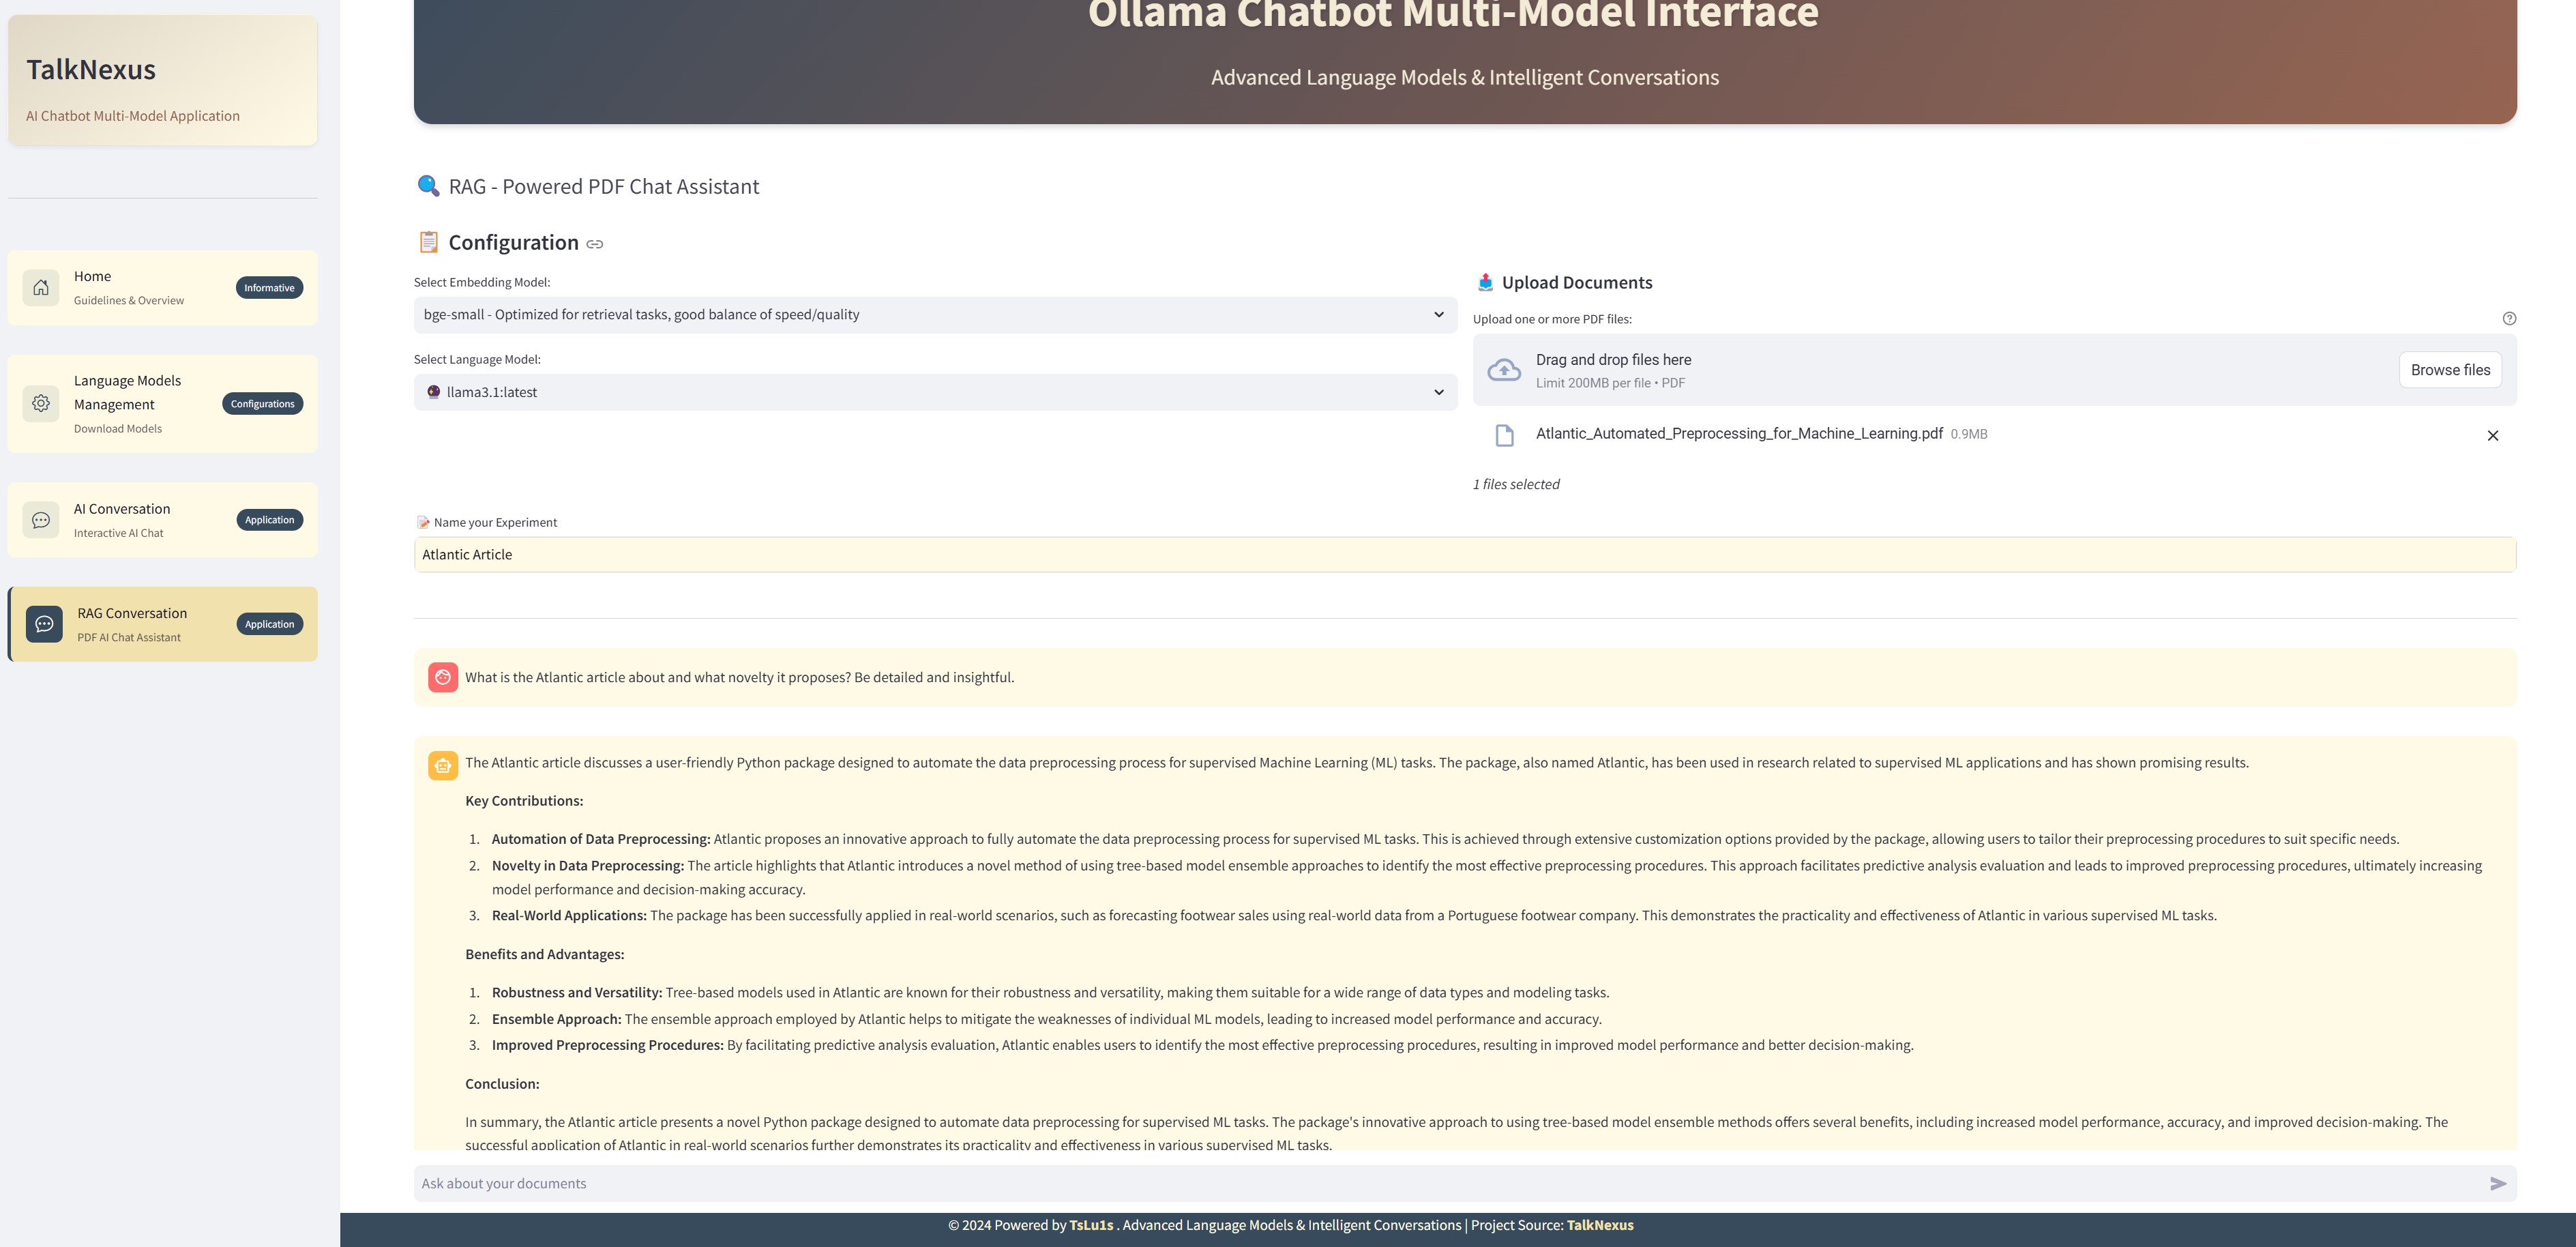 TalkNexus
AI Chatbot Multi-Model Application
Home
Guidelines & Overview
Informative
Language Models
Management
Download Models
Configurations
AI Conversation
Interactive AI Chat
Application
RAG Conversation
PDF AI Chat Assistant
Application
Ollama Chatbot Multi-Model Interface
Advanced Language Models & Intelligent Conversations
RAG - Powered PDF Chat Assistant
Configuration
Select Embedding Model:
bge-small - Optimized for retrieval tasks, good balance of speed/quality
Select Language Model:
llama3.1:latest
Upload Documents
Upload one or more PDF files:
Drag and drop files here
Limit 200MB per file • PDF
Browse files
Atlantic_Automated_Preprocessing_for_Machine_Learning.pdf 0.9MB
1 files selected
Name your Experiment
Atlantic Article
What is the Atlantic article about and what novelty it proposes? Be detailed and insightful.
The Atlantic article discusses a user-friendly Python package designed to automate the data preprocessing process for supervised Machine Learning (ML) tasks. The package, also named Atlantic, has been used in research related to supervised ML applications and has shown promising results.
Key Contributions:
1. Automation of Data Preprocessing: Atlantic proposes an innovative approach to fully automate the data preprocessing process for supervised ML tasks. This is achieved through extensive customization options provided by the package, allowing users to tailor their preprocessing procedures to suit specific needs.
2. Novelty in Data Preprocessing: The article highlights that Atlantic introduces a novel method of using tree-based model ensemble approaches to identify the most effective preprocessing procedures. This approach facilitates predictive analysis evaluation and leads to improved preprocessing procedures, ultimately increasing
model performance and decision-making accuracy.
3. Real-World Applications: The package has been successfully applied in real-world scenarios, such as forecasting footwear sales using real-world data from a Portuguese footwear company. This demonstrates the practicality and effectiveness of Atlantic in various supervised ML tasks.
Benefits and Advantages:
1. Robustness and Versatility: Tree-based models used in Atlantic are known for their robustness and versatility, making them suitable for a wide range of data types and modeling tasks.
2. Ensemble Approach: The ensemble approach employed by Atlantic helps to mitigate the weaknesses of individual ML models, leading to increased model performance and accuracy.
3. Improved Preprocessing Procedures: By facilitating predictive analysis evaluation, Atlantic enables users to identify the most effective preprocessing procedures, resulting in improved model performance and better decision-making.
Conclusion:
In summary, the Atlantic article presents a novel Python package designed to automate data preprocessing for supervised ML tasks. The package's innovative approach to using tree-based model ensemble methods offers several benefits, including increased model performance, accuracy, and improved decision-making. The
successful application of Atlantic in real-world scenarios further demonstrates its practicality and effectiveness in various supervised ML tasks.
Ask about your documents
© 2024 Powered by TsLu1s . Advanced Language Models & Intelligent Conversations | Project Source: TalkNexus